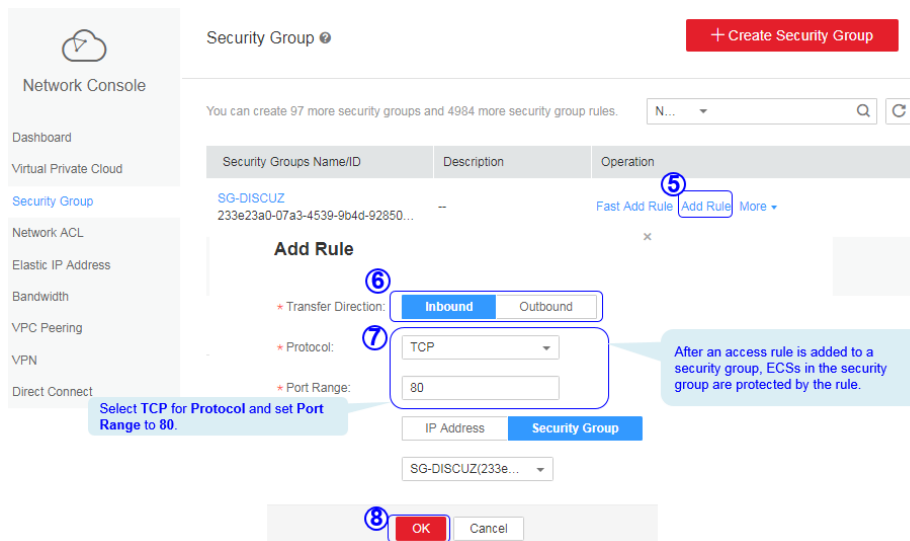 Security Group
+ Create Security Group
Network Console
You can create 97 more security groups and 4984 more security group rules.
N...
Dashboard
Virtual Private Cloud
Security Group
Network ACL
Elastic IP Address
Bandwidth
VPC Peering
VPN
Direct Connect
Security Groups Name/ID Description Operation
⑤
SG-DISCUZ
233e23a0-07a3-4539-9b4d-92850...
--
Fast Add Rule Add Rule More
Add Rule ×
⑥
* Transfer Direction: Inbound Outbound
⑦
* Protocol: TCP
* Port Range: 80
After an access rule is added to a
security group, ECSs in the security
group are protected by the rule.
Select TCP for Protocol and set Port
Range to 80.
IP Address Security Group
SG-DISCUZ(233e...
⑧
OK Cancel